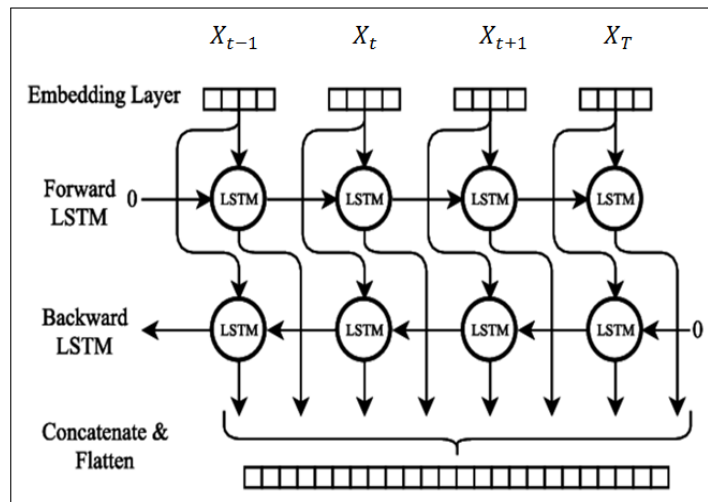 X_{t-1} X_t X_{t+1} X_T
Embedding Layer
Forward
LSTM
0 LSTM LSTM LSTM LSTM
Backward
LSTM
LSTM LSTM LSTM LSTM 0
Concatenate &
Flatten